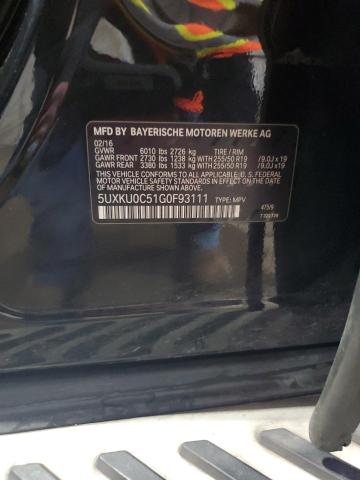 MFD BY BAYERISCHE MOTOREN WERKE AG
02/16
GVWR 6010 lbs 2726 kg TIRE / RIM
GAWR FRONT 2730 lbs 1238 kg WITH 255/50 R19 /9.0J x 19
GAWR REAR 3380 lbs 1533 kg WITH 255/50 R19 /9.0J x19
THIS VEHICLE CONFORMS TO ALL APPLICABLE U. S. FEDERAL
MOTOR VEHICLE SAFETY STANDARDS IN EFFECT ON THE
DATE OF MANUFACTURE SHOWN ABOVE.
5UXKU0C51G0F93111 TYPE: MPV
475/9